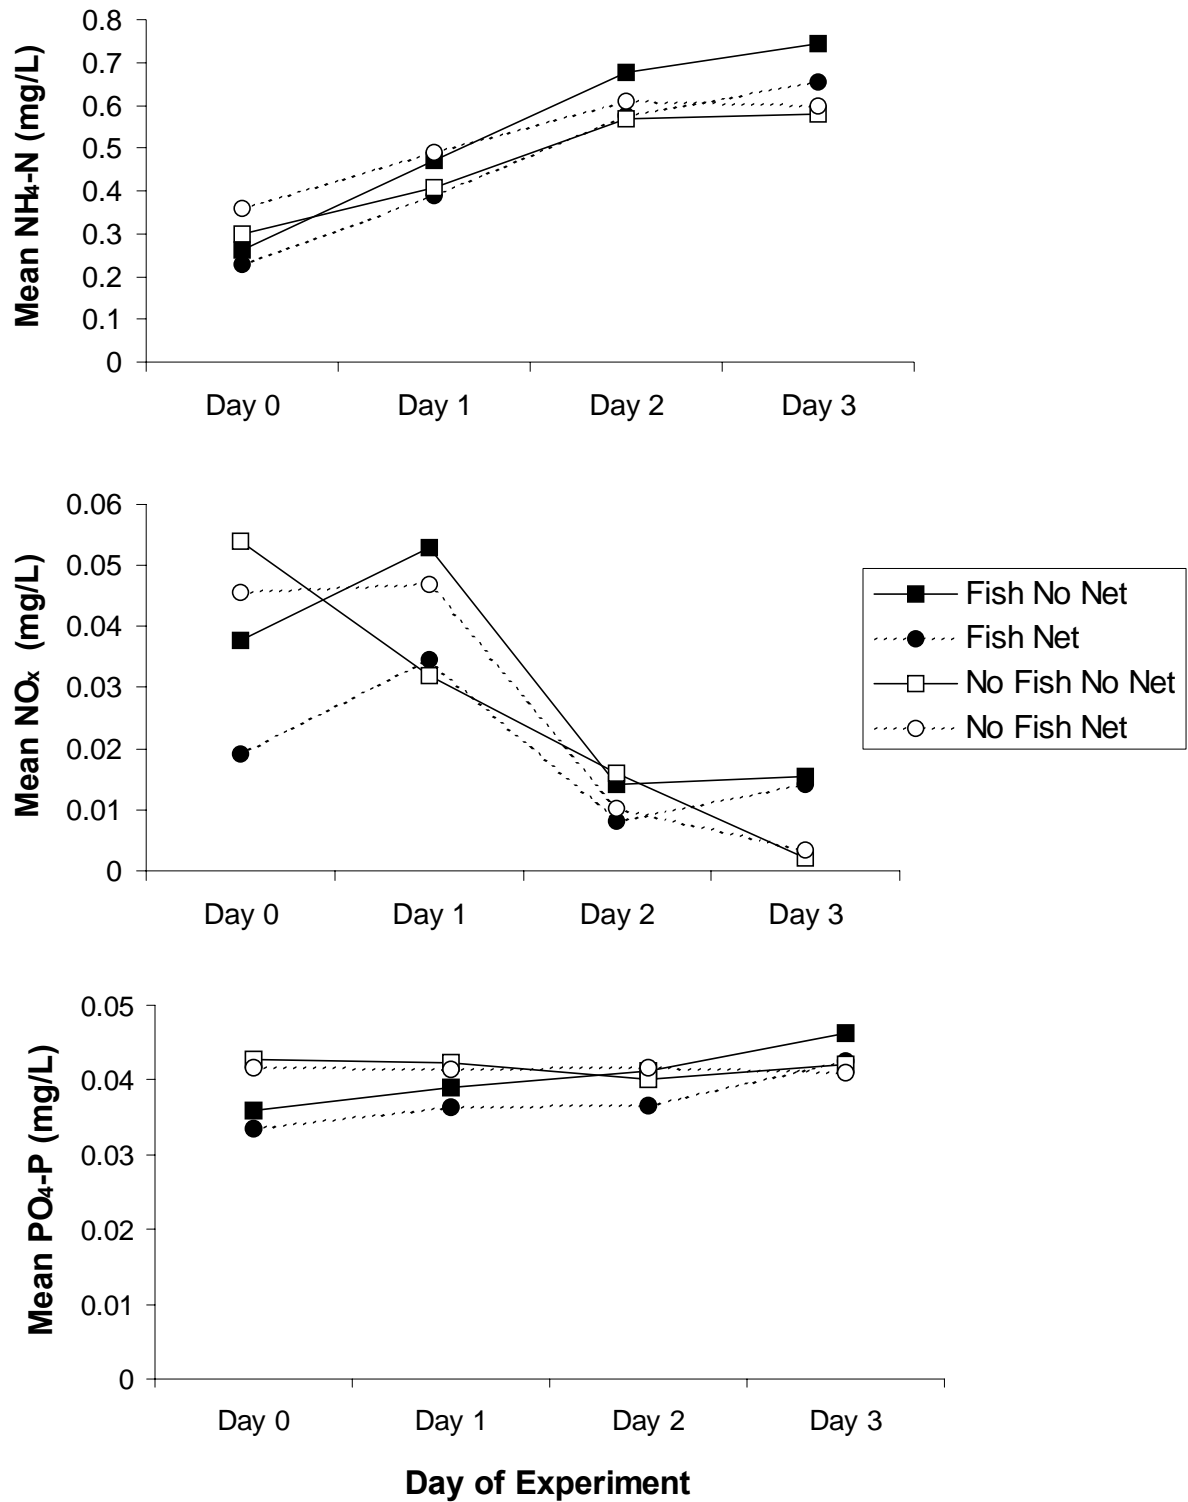 Mean NH₄-N (mg/L)
0.8
0.7
0.6
0.5
0.4
0.3
0.2
0.1
0
Day 0 Day 1 Day 2 Day 3
Mean NOₓ (mg/L)
0.06
0.05
0.04
0.03
0.02
0.01
0
Day 0 Day 1 Day 2 Day 3
Fish No Net
Fish Net
No Fish No Net
No Fish Net
Mean PO₄-P (mg/L)
0.05
0.04
0.03
0.02
0.01
0
Day 0 Day 1 Day 2 Day 3
Day of Experiment